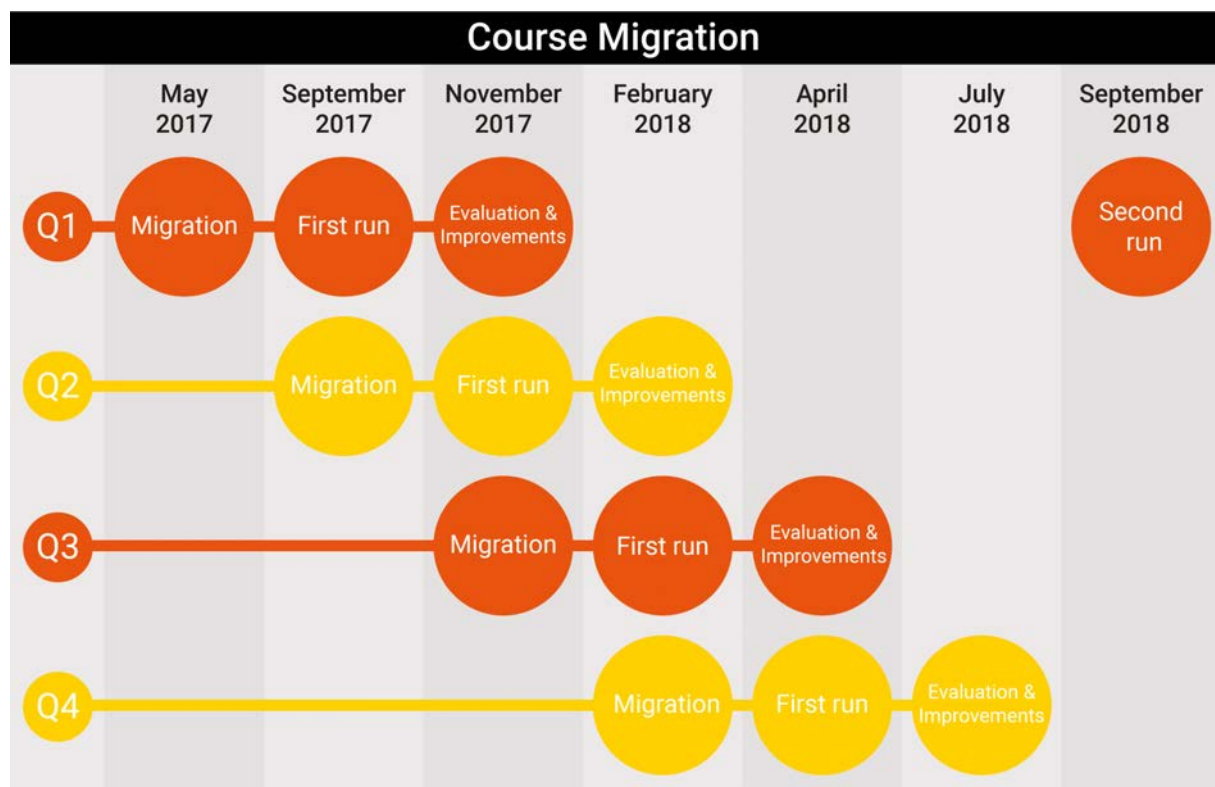 Course Migration
May
2017
September
2017
November
2017
February
2018
April
2018
July
2018
September
2018
Q1
Migration
First run
Evaluation &
Improvements
Second
run
Q2
Migration
First run
Evaluation &
Improvements
Q3
Migration
First run
Evaluation &
Improvements
Q4
Migration
First run
Evaluation &
Improvements